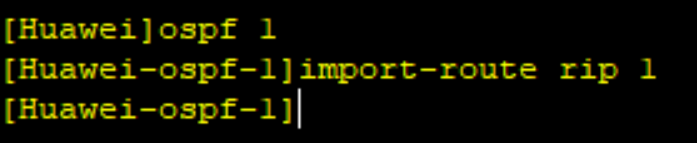 [Huawei]ospf 1
[Huawei-ospf-1]import-route rip 1
[Huawei-ospf-1]